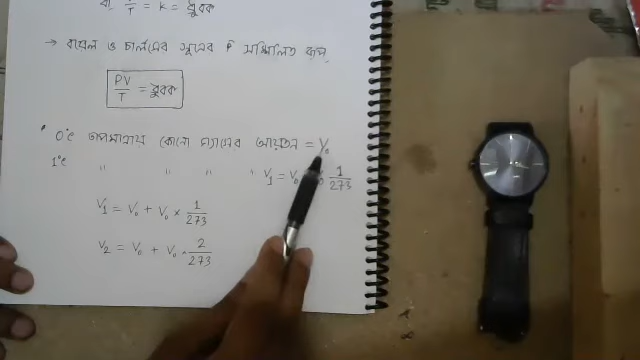 বা, V/T = K = ধ্রুবক
→ বয়েল ও চার্লসের সূত্রের সম্মিলিত রূপ,
PV/T = ধ্রুবক
0°c তাপমাত্রায় কোনো গ্যাসের আয়তন = V₀
1°c " " " " V₁ = V₀ 1/273
V₁ = V₀ + V₀ × 1/273
V₂ = V₀ + V₀ · 2/273